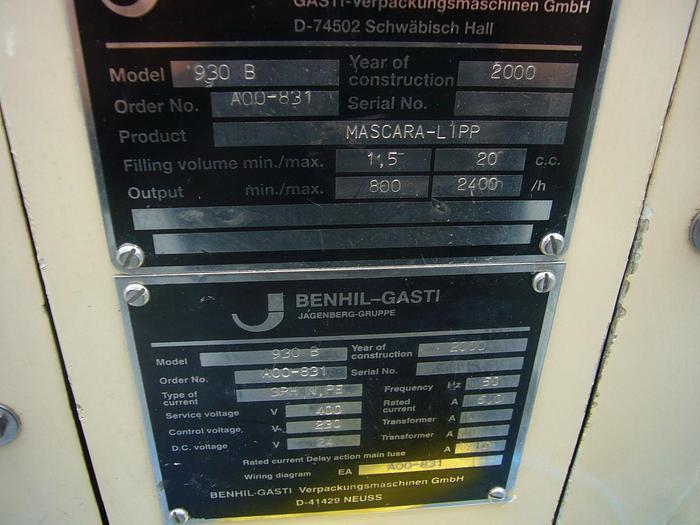 GASTI-Verpackungsmaschinen GmbH
D-74502 Schwäbisch Hall
Model 930 B Year of construction 2000
Order No. A00-831 Serial No.
Product MASCARA-LIPP
Filling volume min./max. 1,5 20 c.c.
Output min./max. 800 2400 /h
BENHIL-GASTI
JAGENBERG-GRUPPE
Model 930 B Year of construction 2000
Order No. A00-831 Serial No.
Type of current 3PH N,PE Frequency Hz 50
Service voltage V 400 Rated current A 5,0
Control voltage V 230 Transformer A
D.C. voltage V 24 Transformer A
Rated current Delay action main fuse A 16
Wiring diagram EA A00-831
BENHIL-GASTI Verpackungsmaschinen GmbH
D-41429 NEUSS